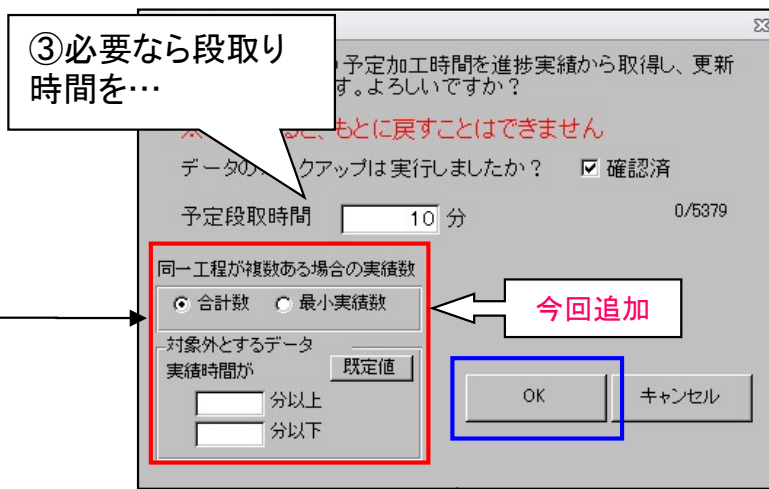 ③必要なら段取り
時間を…
予定加工時間を進捗実績から取得し、更新
す。よろしいですか？
と、もとに戻すことはできません
データの クアップは実行しましたか？ 確認済
予定段取時間 10 分 0/5379
同一工程が複数ある場合の実績数
合計数 最小実績数
今回追加
対象外とするデータ
実績時間が 既定値
分以上
分以下
OK キャンセル